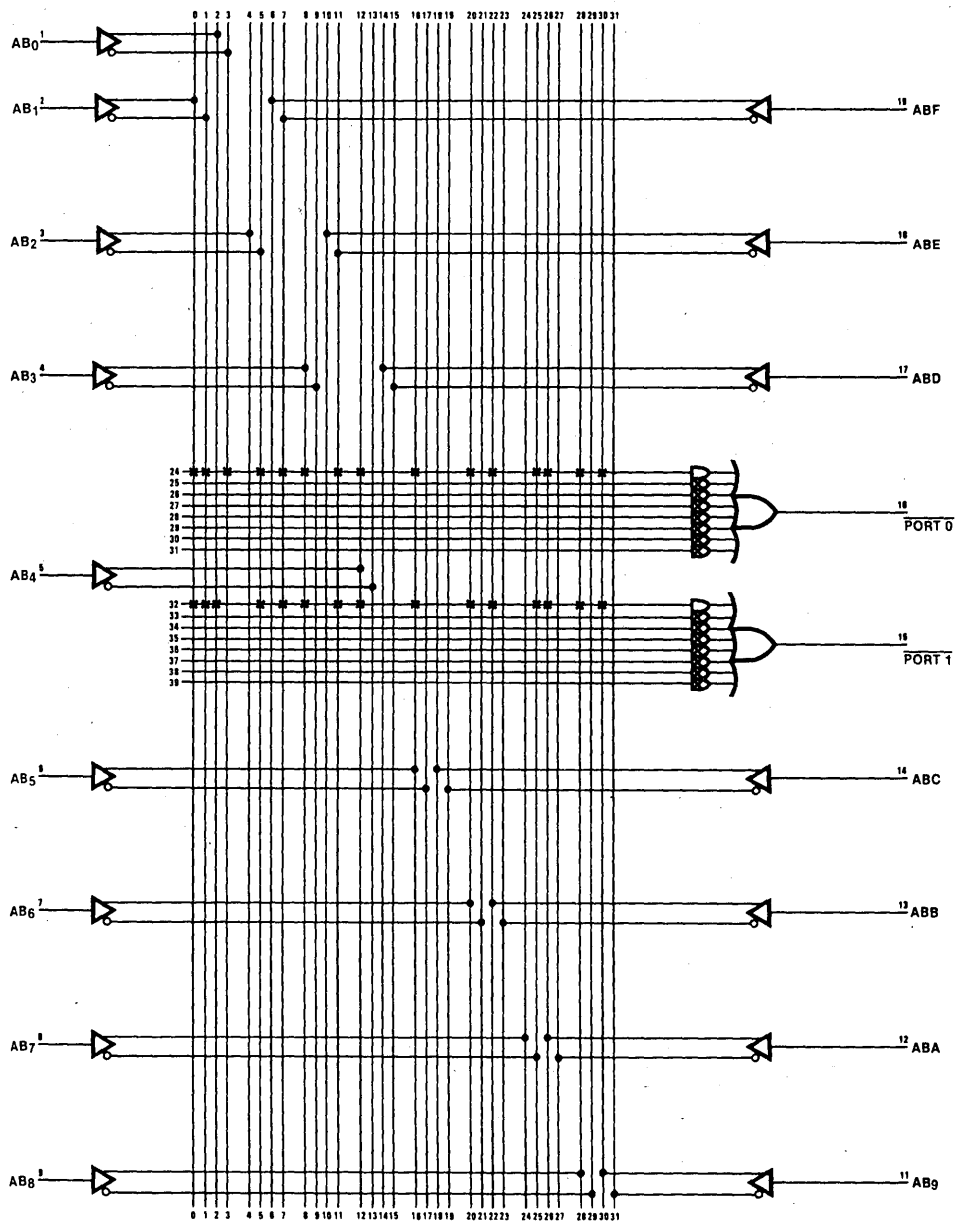 0 1 2 3 4 5 6 7 8 9 10 11 12 13 14 15 16 17 18 19 20 21 22 23 24 25 26 27 28 29 30 31
AB0 1
AB1 2
19 ABF
AB2 3
18 ABE
AB3 4
17 ABD
24
25
26
27
28
29
30
31
16
PORT 0
AB4 5
32
33
34
35
36
37
38
39
15
PORT 1
AB5 6
14 ABC
AB6 7
13 ABB
AB7 8
12 ABA
AB8 9
11 AB9
0 1 2 3 4 5 6 7 8 9 10 11 12 13 14 15 16 17 18 19 20 21 22 23 24 25 26 27 28 29 30 31